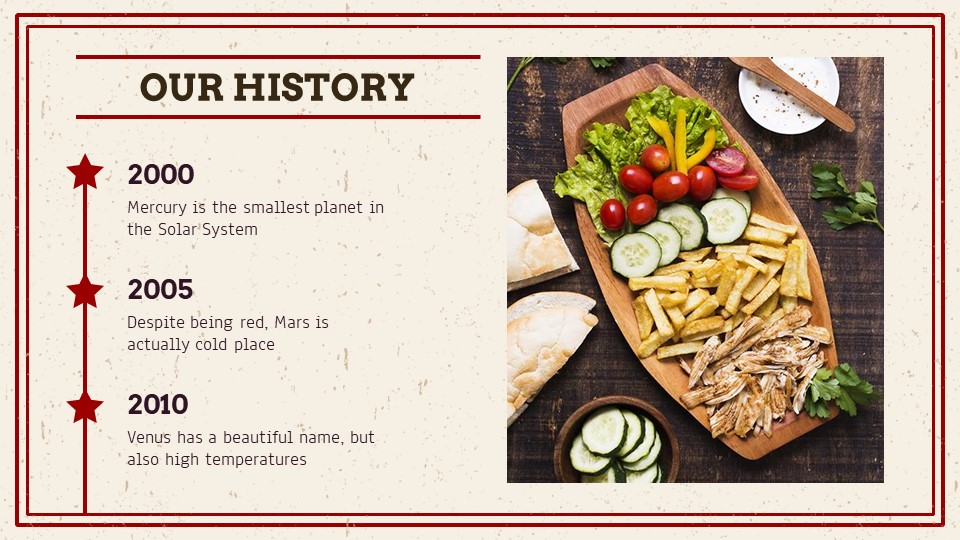 OUR HISTORY
2000
Mercury is the smallest planet in
the Solar System
2005
Despite being red, Mars is
actually cold place
2010
Venus has a beautiful name, but
also high temperatures